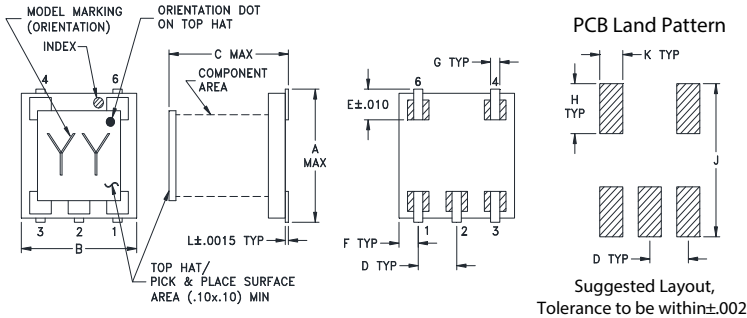 MODEL MARKING
(ORIENTATION)
INDEX
ORIENTATION DOT
ON TOP HAT
4
6
YY
3
2
1
B
C MAX
COMPONENT
AREA
A
MAX
L±.0015 TYP
TOP HAT/
PICK & PLACE SURFACE
AREA (.10x.10) MIN
G TYP
6
4
E±.010
1
2
3
F TYP
D TYP
PCB Land Pattern
K TYP
H
TYP
J
D TYP
Suggested Layout,
Tolerance to be within±.002